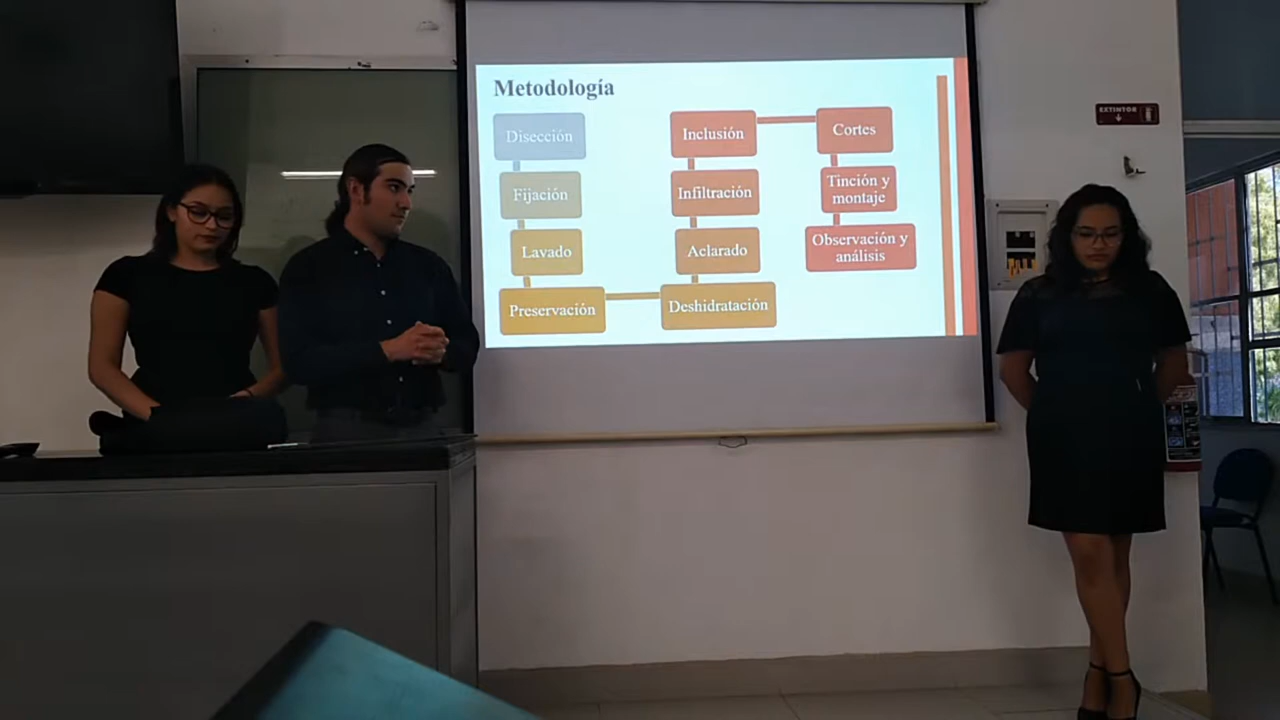 Metodología
Disección
Fijación
Lavado
Preservación
Deshidratación
Aclarado
Infiltración
Inclusión
Cortes
Tinción y
montaje
Observación y
análisis
EXTINTOR